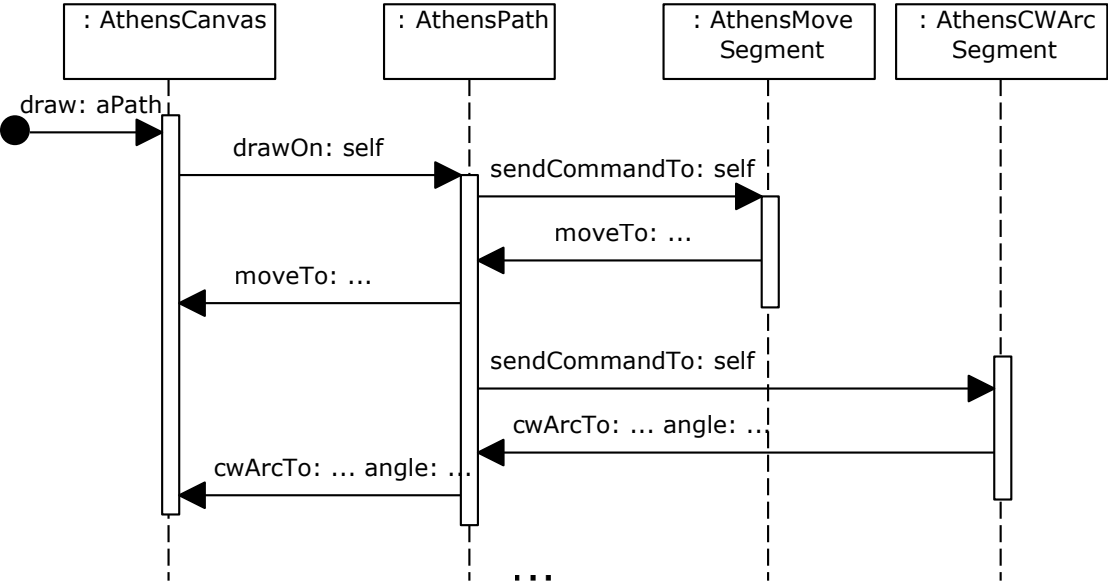 : AthensCanvas
: AthensPath
: AthensMove
Segment
: AthensCWArc
Segment
draw: aPath
drawOn: self
sendCommandTo: self
moveTo: ...
moveTo: ...
sendCommandTo: self
cwArcTo: ... angle: ...
cwArcTo: ... angle: ...
...